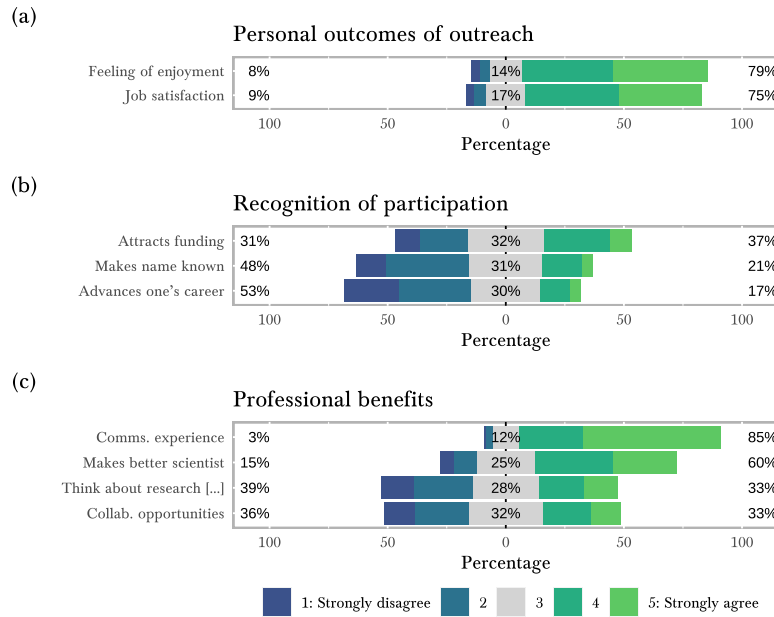 (a)
Personal outcomes of outreach
Feeling of enjoyment 8% 14% 79%
Job satisfaction 9% 17% 75%
100 50 0 50 100
Percentage
(b)
Recognition of participation
Attracts funding 31% 32% 37%
Makes name known 48% 31% 21%
Advances one's career 53% 30% 17%
100 50 0 50 100
Percentage
(c)
Professional benefits
Comms. experience 3% 12% 85%
Makes better scientist 15% 25% 60%
Think about research [...] 39% 28% 33%
Collab. opportunities 36% 32% 33%
100 50 0 50 100
Percentage
1: Strongly disagree 2 3 4 5: Strongly agree